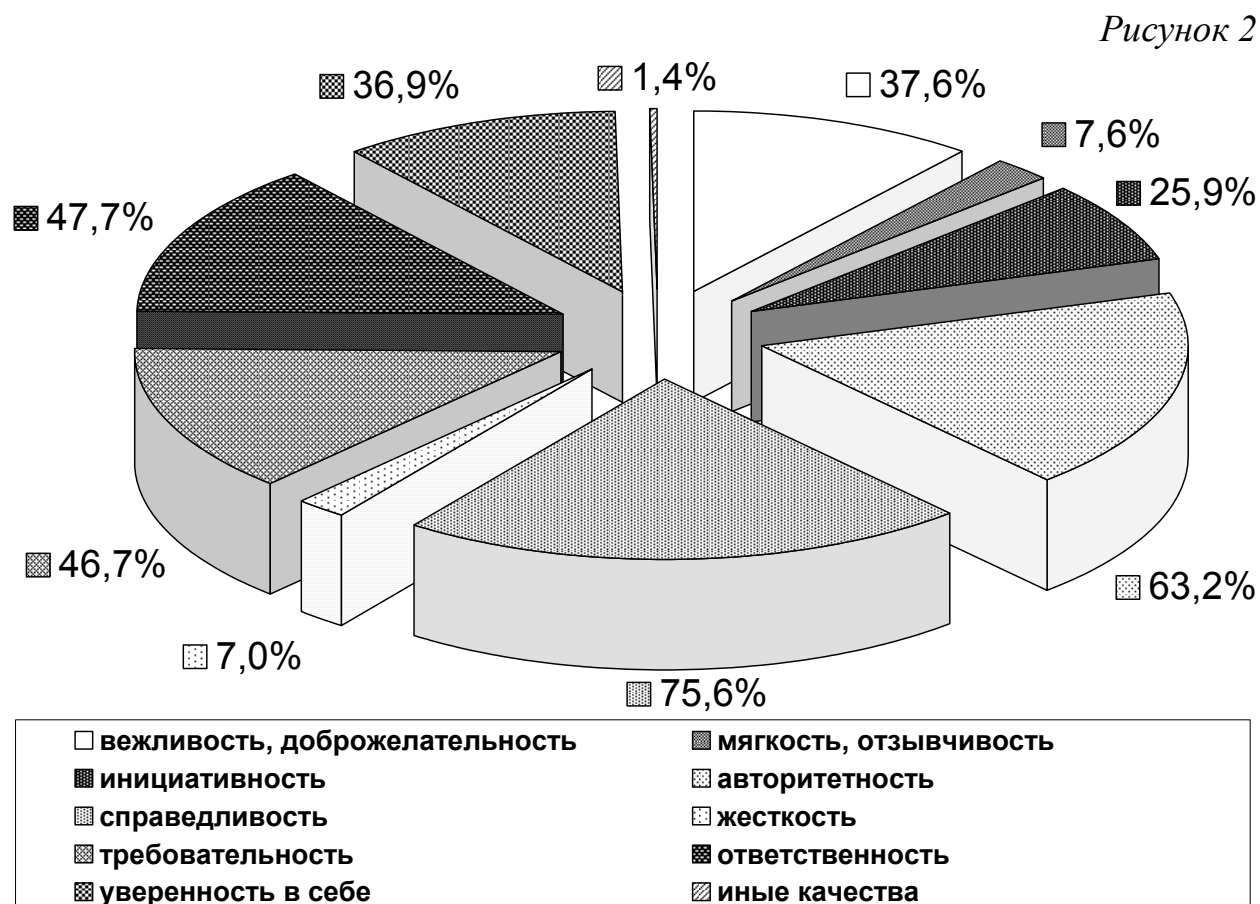 Рисунок 2
36,9%
1,4%
37,6%
7,6%
25,9%
47,7%
46,7%
63,2%
7,0%
75,6%
вежливость, доброжелательность
мягкость, отзывчивость
инициативность
авторитетность
справедливость
жесткость
требовательность
ответственность
уверенность в себе
иные качества